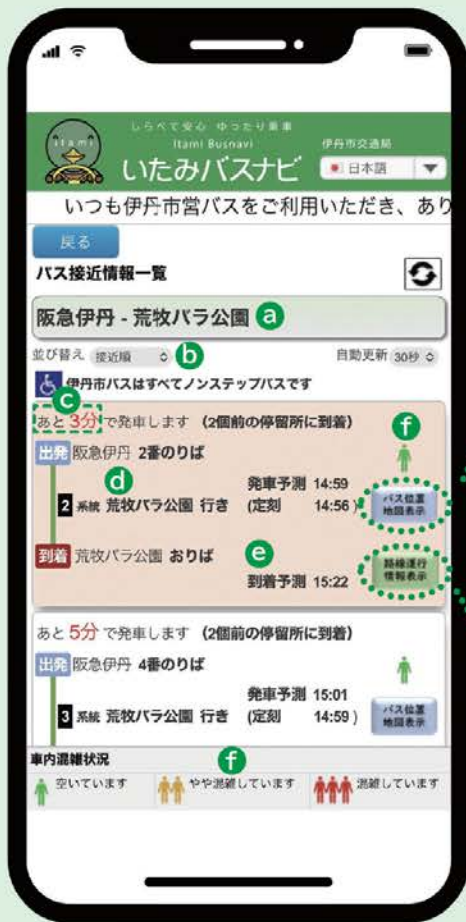 itami
しらべて安心 ゆったり乗車
Itami Busnavi
いたみバスナビ
伊丹市交通局
日本語
いつも伊丹市営バスをご利用いただき、あり
戻る
バス接近情報一覧
阪急伊丹 - 荒牧バラ公園 a
並び替え 接近順 b 自動更新 30秒
伊丹市バスはすべてノンステップバスです
c
あと3分で発車します (2個前の停留所に到着) f
出発 阪急伊丹 2番のりば
d
発車予測 14:59
2 系統 荒牧バラ公園 行き (定刻 14:56 )
バス位置
地図表示
到着 荒牧バラ公園 おりば e
到着予測 15:22
路線運行
情報表示
あと5分で発車します (2個前の停留所に到着)
出発 阪急伊丹 4番のりば
発車予測 15:01
3 系統 荒牧バラ公園 行き (定刻 14:59 )
バス位置
地図表示
車内混雑状況 f
空いています やや混雑しています 混雑しています